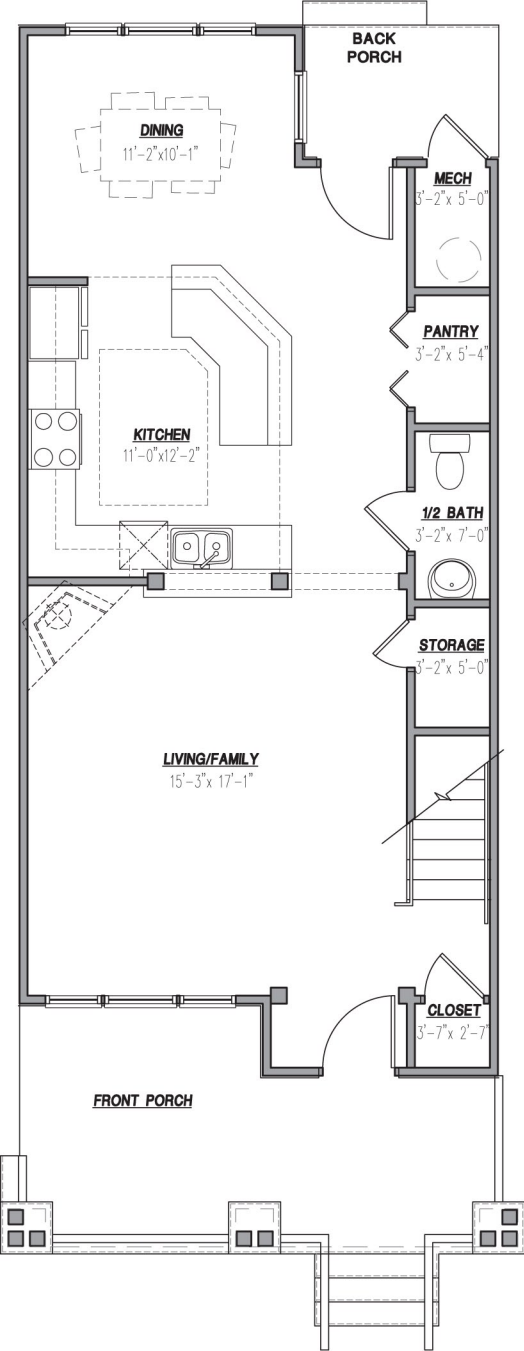 BACK
PORCH
DINING
11'-2"x10'-1"
MECH
3'-2"x 5'-0"
PANTRY
3'-2"x 5'-4"
KITCHEN
11'-0"x12'-2"
1/2 BATH
3'-2"x 7'-0"
STORAGE
3'-2"x 5'-0"
LIVING/FAMILY
15'-3"x 17'-1"
CLOSET
3'-7"x 2'-7"
FRONT PORCH